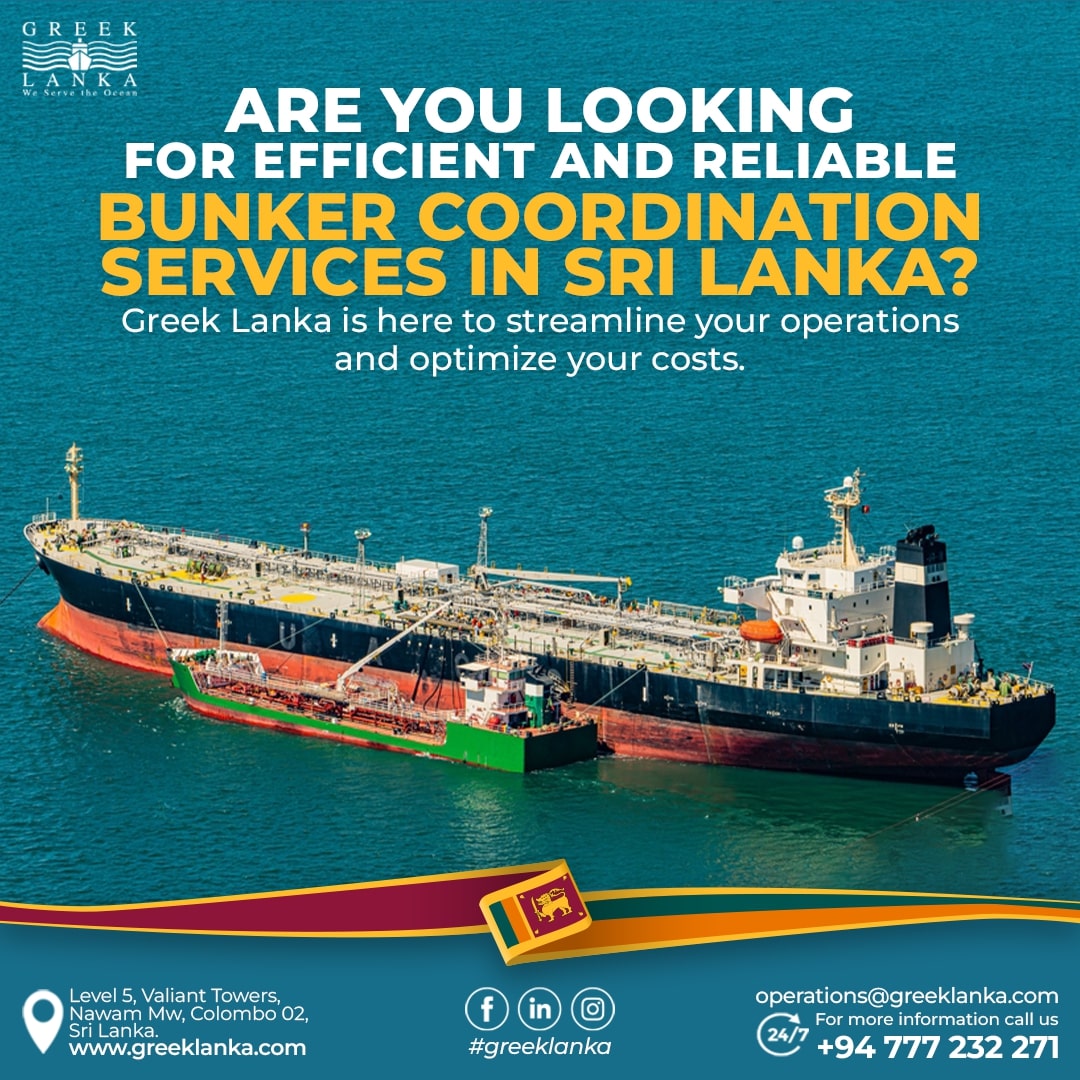 GREEK
LANKA
We Serve the Ocean
ARE YOU LOOKING
FOR EFFICIENT AND RELIABLE
BUNKER COORDINATION
SERVICES IN SRI LANKA?
Greek Lanka is here to streamline your operations
and optimize your costs.
Level 5, Valiant Towers,
Nawam Mw, Colombo 02,
Sri Lanka.
www.greeklanka.com
#greeklanka
operations@greeklanka.com
24/7
For more information call us
+94 777 232 271